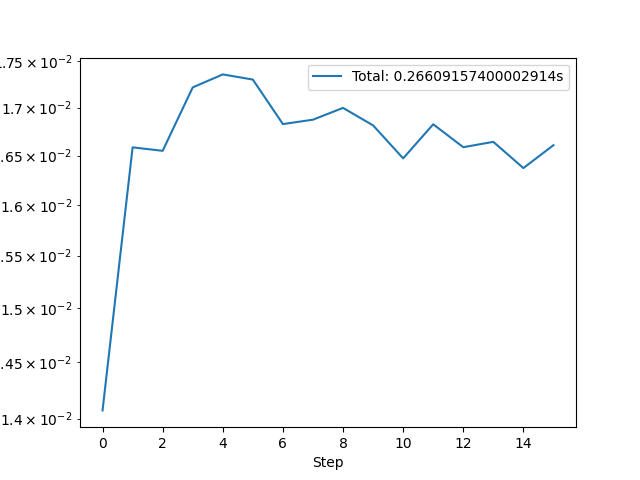 Total: 0.26609157400002914s
.75 × 10⁻²
1.7 × 10⁻²
.65 × 10⁻²
1.6 × 10⁻²
.55 × 10⁻²
1.5 × 10⁻²
.45 × 10⁻²
1.4 × 10⁻²
0 2 4 6 8 10 12 14
Step